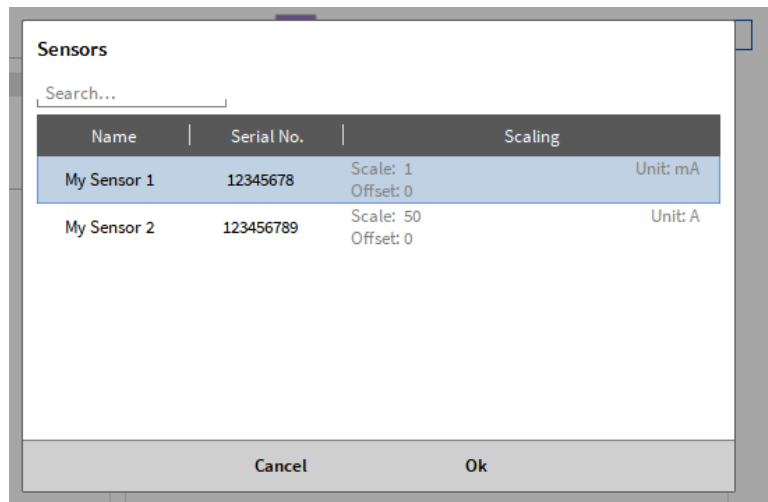 Sensors
Search...
Name Serial No. Scaling
My Sensor 1 12345678 Scale: 1 Unit: mA
Offset: 0
My Sensor 2 123456789 Scale: 50 Unit: A
Offset: 0
Cancel Ok